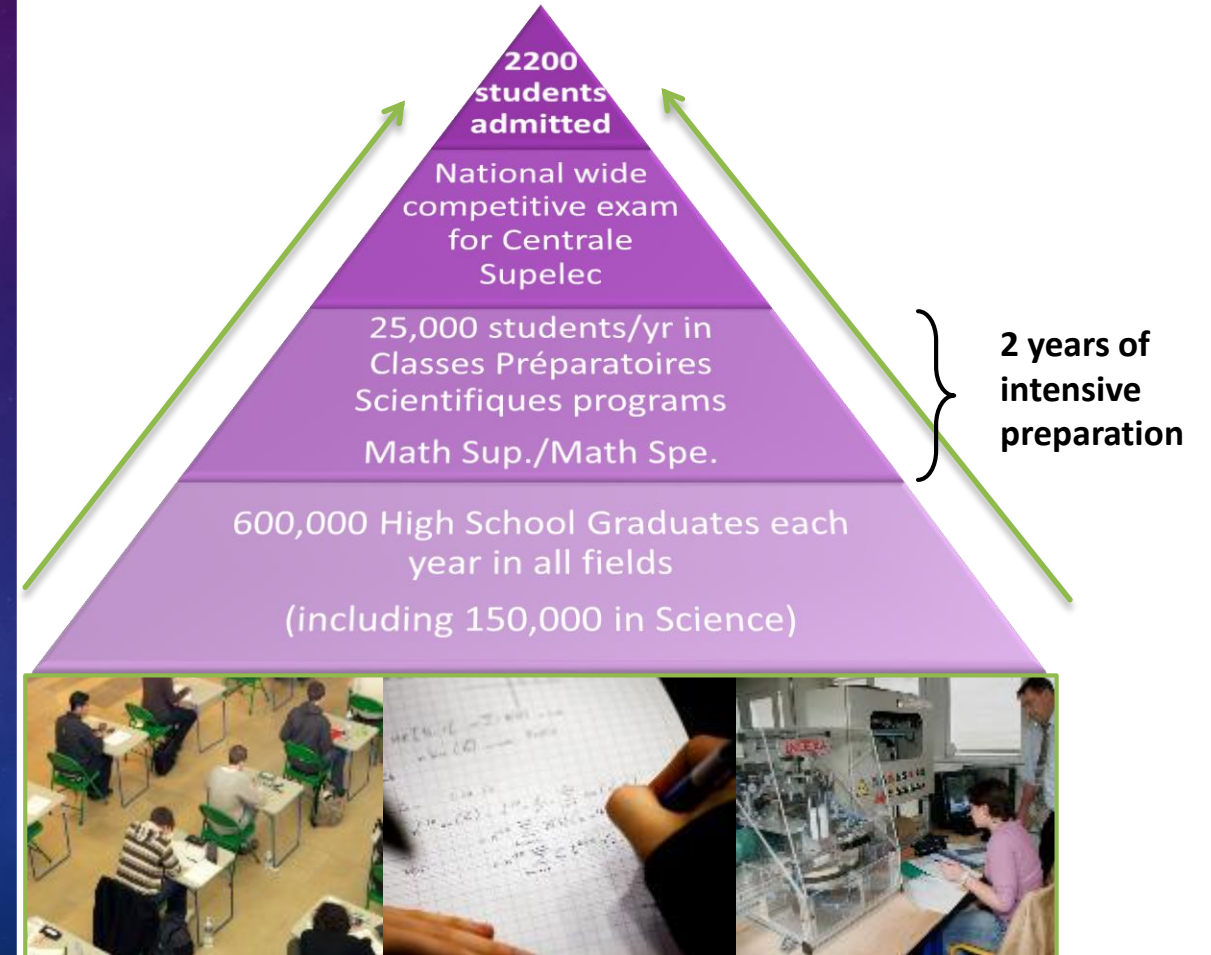 2200
students
admitted
National wide
competitive exam
for Centrale
Supelec
25,000 students/yr in
Classes Préparatoires
Scientifiques programs
Math Sup./Math Spe.
2 years of
intensive
preparation
600,000 High School Graduates each
year in all fields
(including 150,000 in Science)